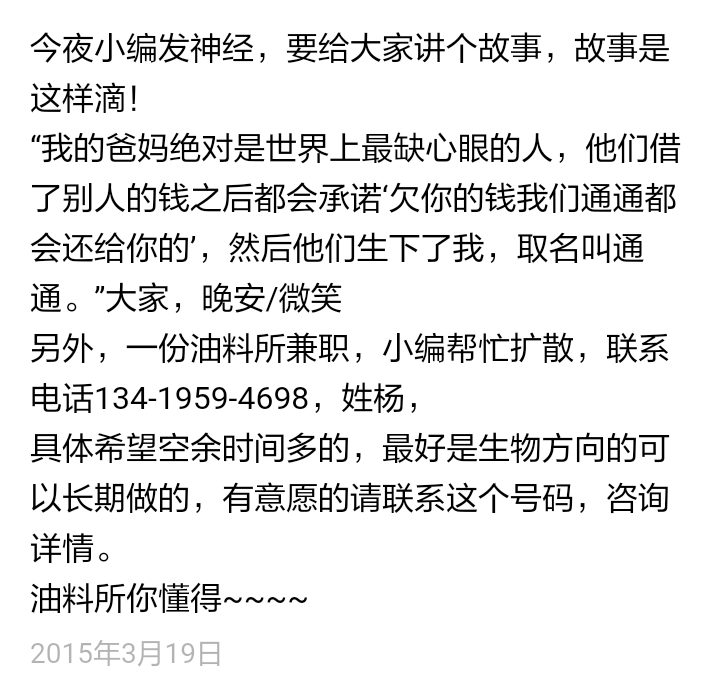 今夜小编发神经，要给大家讲个故事，故事是
这样滴！
“我的爸妈绝对是世界上最缺心眼的人，他们借
了别人的钱之后都会承诺‘欠你的钱我们通通都
会还给你的’，然后他们生下了我，取名叫通
通。”大家，晚安/微笑
另外，一份油料所兼职，小编帮忙扩散，联系
电话134-1959-4698，姓杨，
具体希望空余时间多的，最好是生物方向的可
以长期做的，有意愿的请联系这个号码，咨询
详情。
油料所你懂得~~~~
2015年3月19日